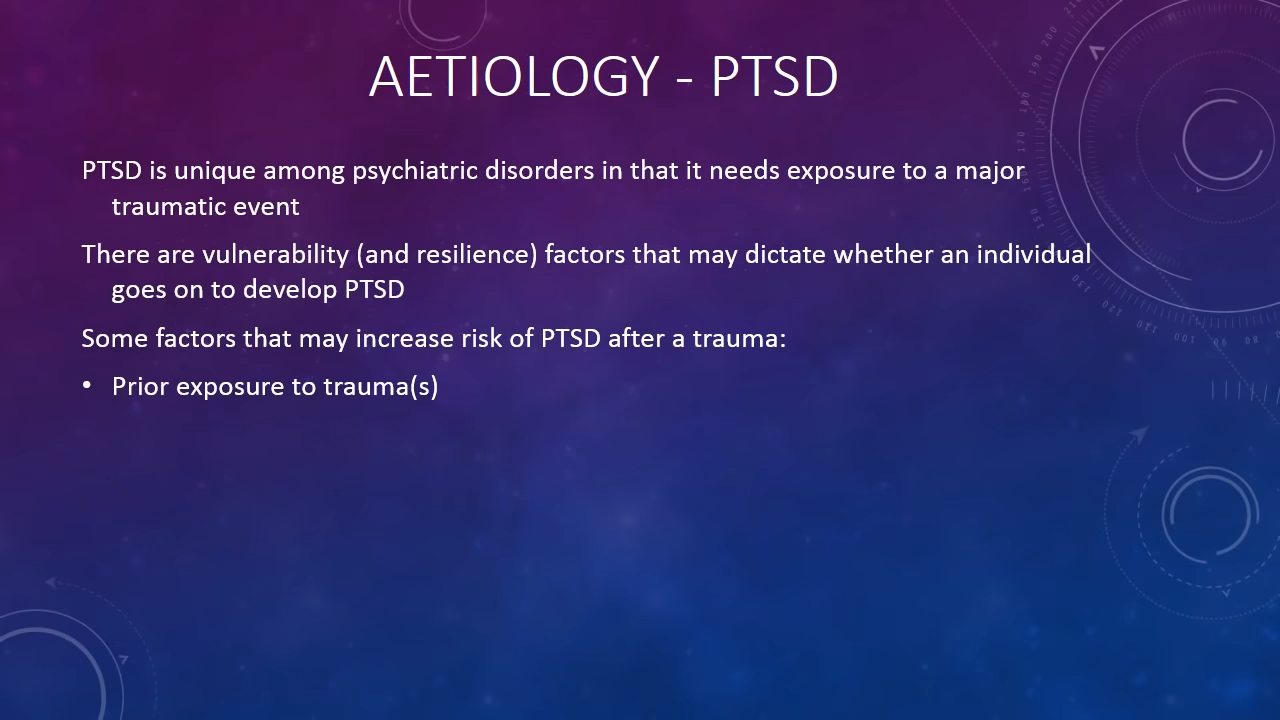 AETIOLOGY - PTSD
PTSD is unique among psychiatric disorders in that it needs exposure to a major
traumatic event
There are vulnerability (and resilience) factors that may dictate whether an individual
goes on to develop PTSD
Some factors that may increase risk of PTSD after a trauma:
• Prior exposure to trauma(s)